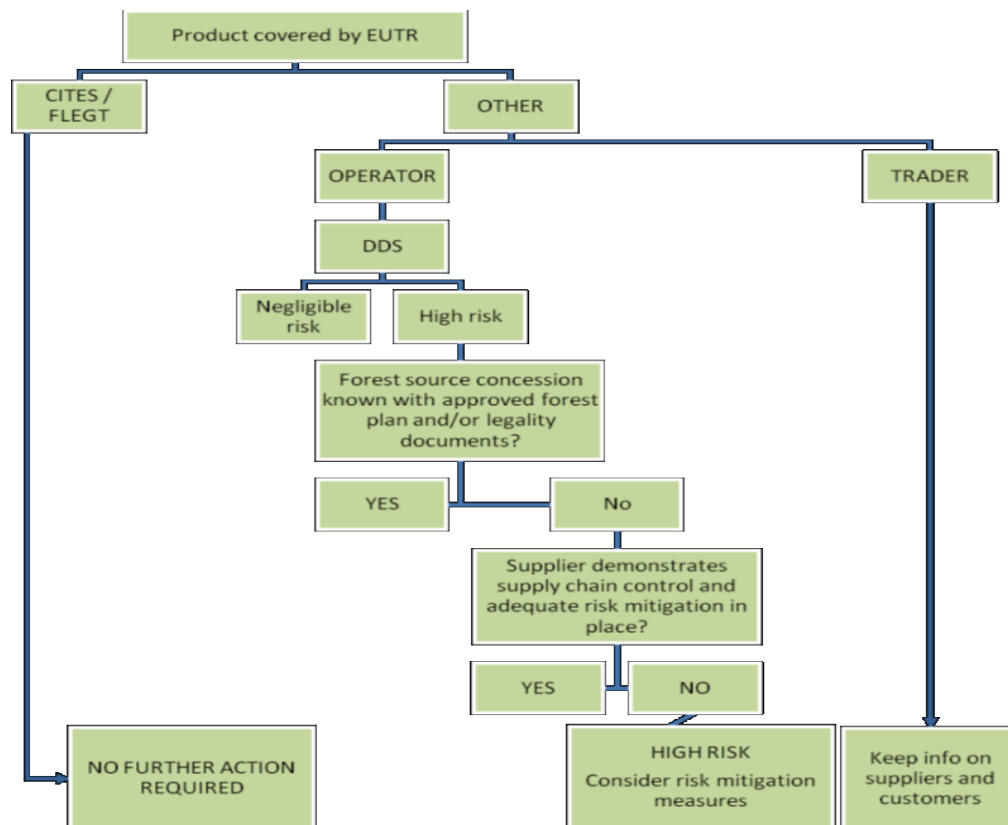 Product covered by EUTR
CITES /
FLEGT
OTHER
OPERATOR
TRADER
DDS
Negligible
risk
High risk
Forest source concession
known with approved forest
plan and/or legality
documents?
YES
No
Supplier demonstrates
supply chain control and
adequate risk mitigation in
place?
YES
NO
NO FURTHER ACTION
REQUIRED
HIGH RISK
Consider risk mitigation
measures
Keep info on
suppliers and
customers